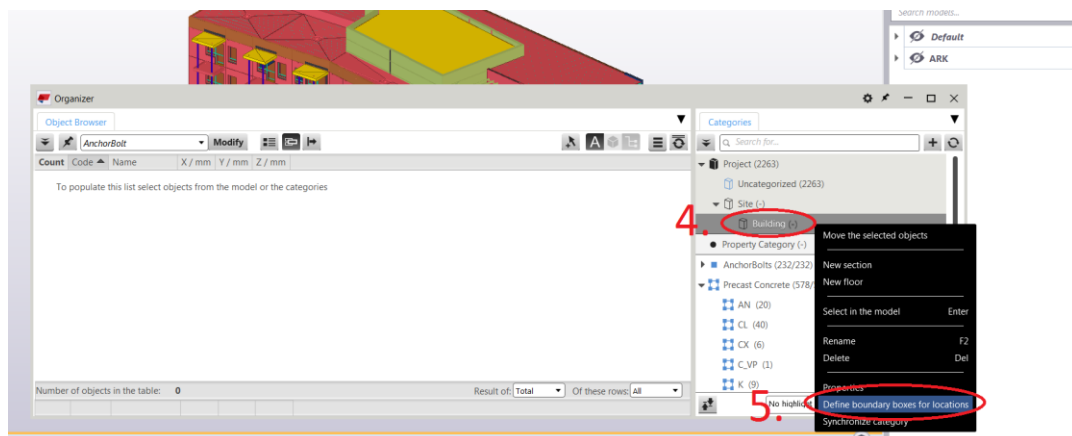 Search models...
Default
ARK
Organizer
Object Browser
AnchorBolt
Modify
A
Count Code Name X / mm Y / mm Z / mm
To populate this list select objects from the model or the categories
Number of objects in the table: 0
Result of: Total Of these rows: All
Categories
Search for...
Project (2263)
Uncategorized (2263)
Site (-)
4.
Building (-)
Property Category (-)
AnchorBolts (232/232)
Precast Concrete (578/
AN (20)
CL (40)
CX (6)
C_VP (1)
K (9)
5.
No highlight
Move the selected objects
New section
New floor
Select in the model Enter
Rename F2
Delete Del
Properties
Define boundary boxes for locations
Synchronize category